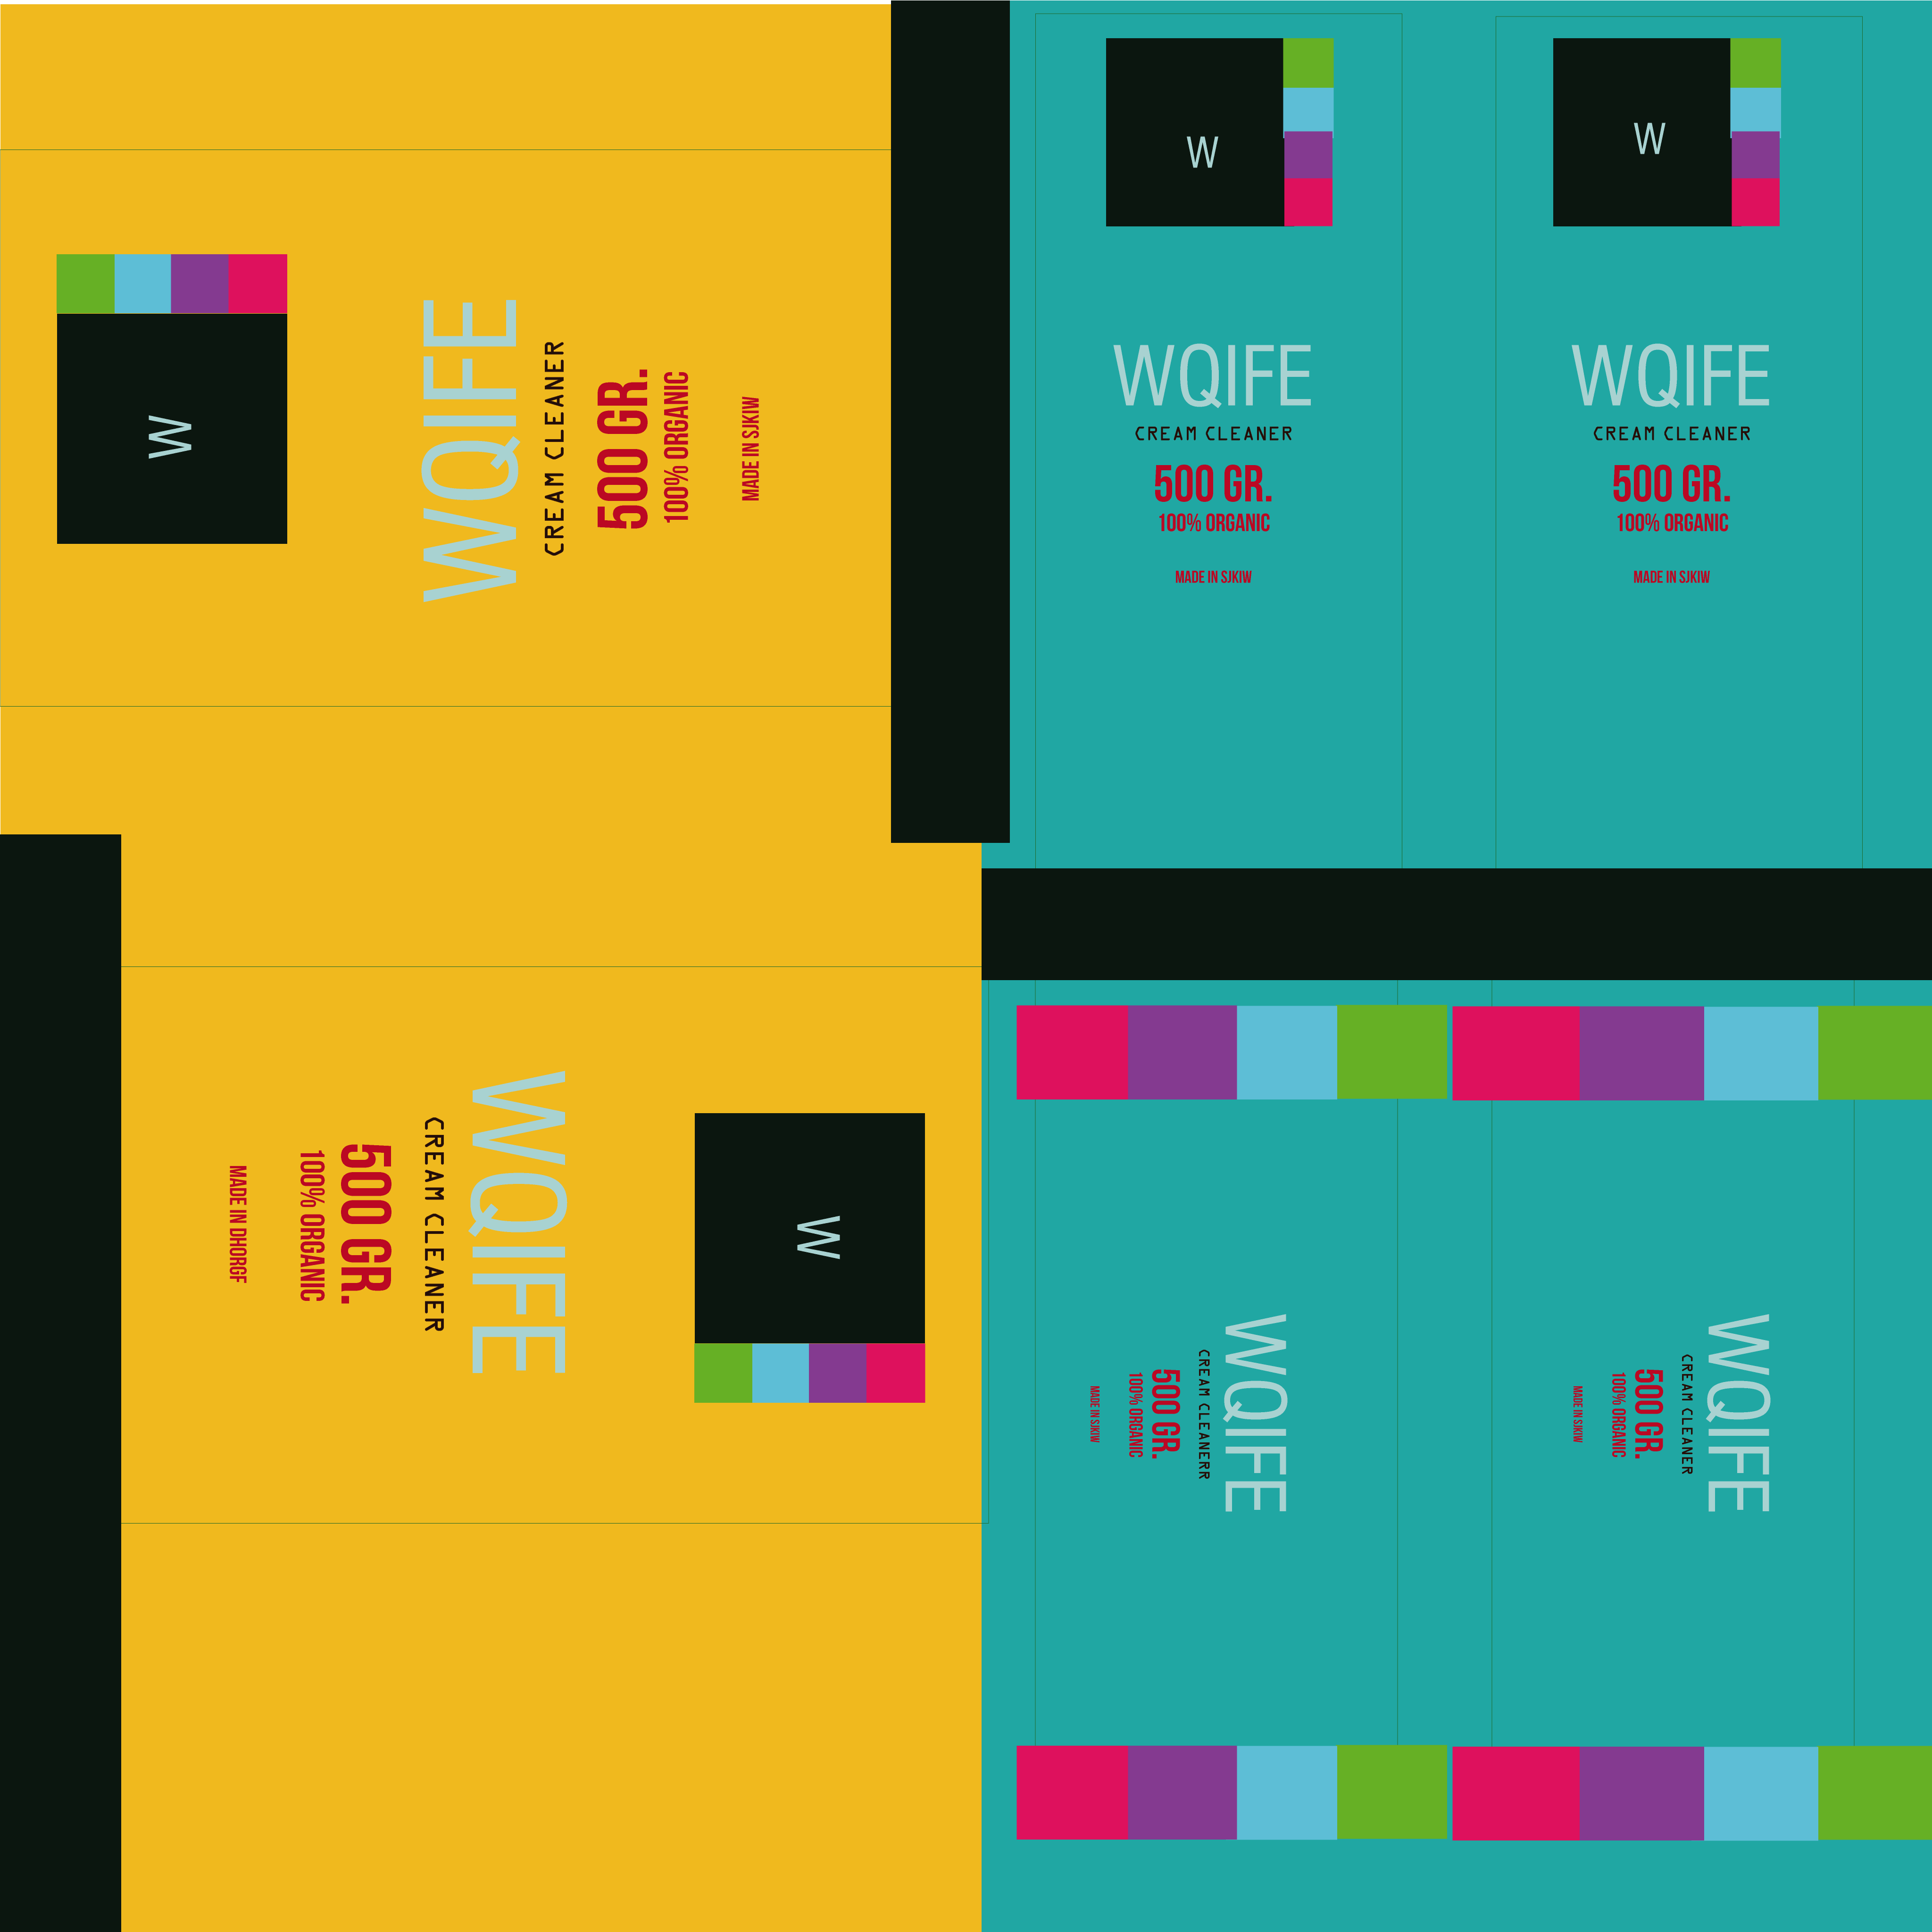 W
WQIFE
CREAM CLEANER
500 GR.
100% ORGANIC
MADE IN SJKIW
W
WQIFE
CREAM CLEANER
500 GR.
100% ORGANIC
MADE IN SJKIW
W
WQIFE
CREAM CLEANER
500 GR.
100% ORGANIC
MADE IN SJKIW
W
WQIFE
CREAM CLEANER
500 GR.
100% ORGANIC
MADE IN DHORGF
WQIFE
CREAM CLEANERR
500 GR.
100% ORGANIC
MADE IN SJKIW
WQIFE
CREAM CLEANER
500 GR.
100% ORGANIC
MADE IN SJKIW